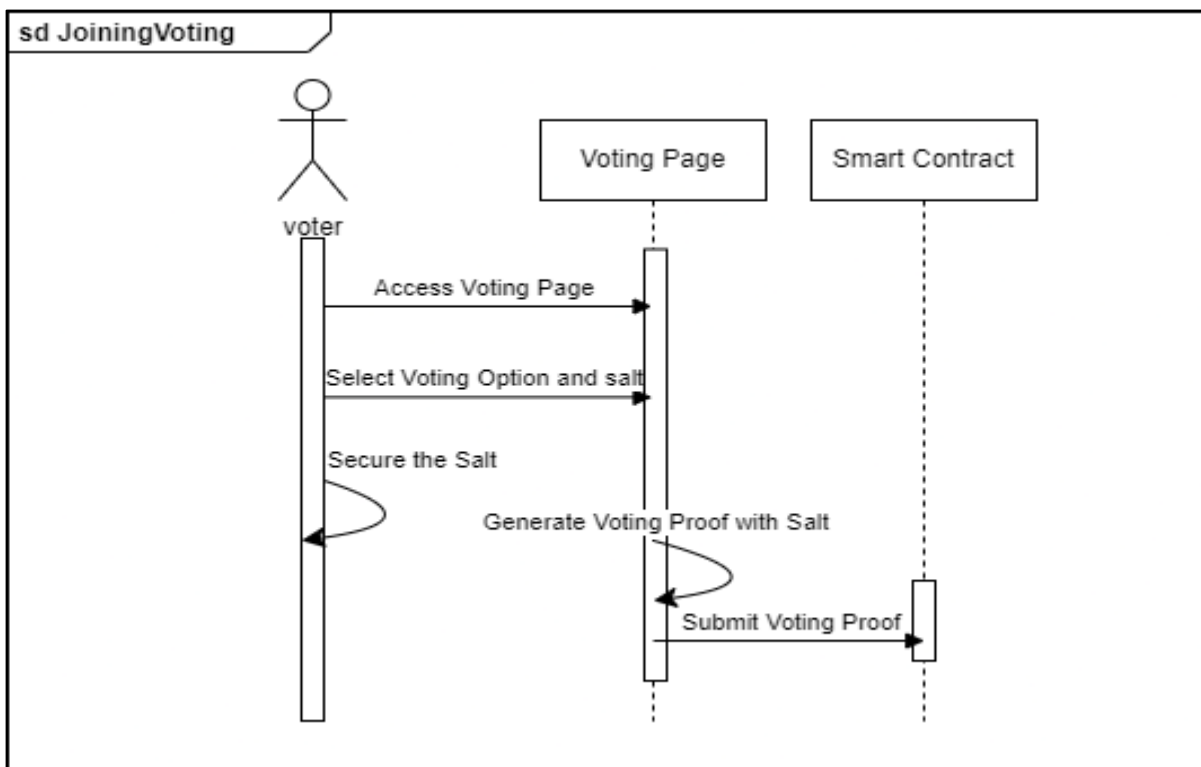 sd JoiningVoting
Voting Page
Smart Contract
voter
Access Voting Page
Select Voting Option and salt
Secure the Salt
Generate Voting Proof with Salt
Submit Voting Proof